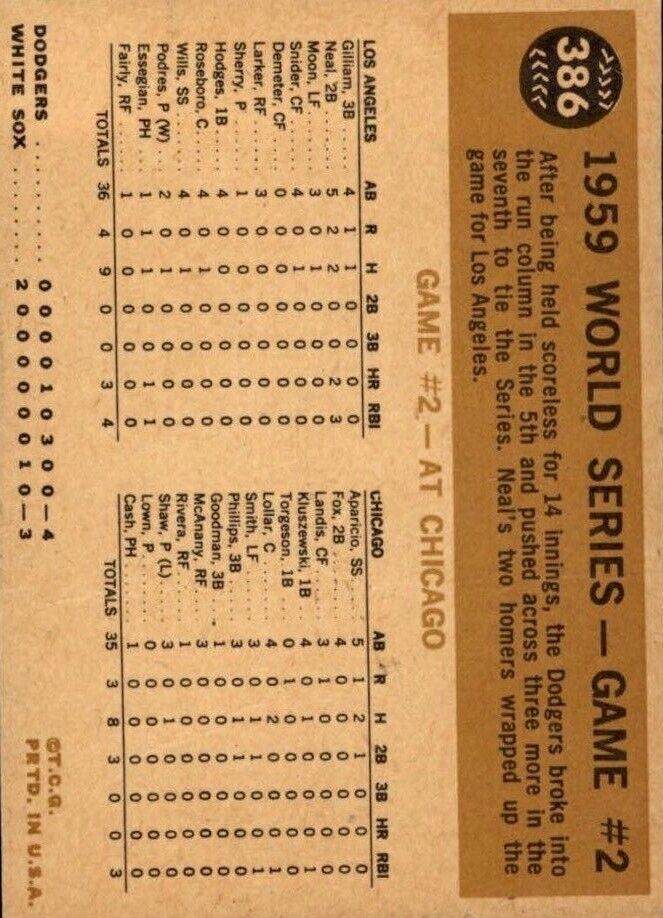 386
1959 WORLD SERIES — GAME #2
After being held scoreless for 14 innings, the Dodgers broke into
the run column in the 5th and pushed across three more in the
seventh to tie the Series. Neal's two homers wrapped up the
game for Los Angeles.
GAME #2 — AT CHICAGO
LOS ANGELES AB R H 2B 3B HR RBI
Gilliam, 3B..... 4 1 1 0 0 0 0
Neal, 2B....... 5 2 2 0 0 2 3
Moon, LF...... 3 0 1 0 0 0 0
Snider, CF..... 4 0 1 0 0 0 0
Demeter, CF... 0 0 0 0 0 0 0
Larker, RF..... 3 0 0 0 0 0 0
Sherry, P...... 1 0 0 0 0 0 0
Hodges, 1B.... 4 0 0 0 0 0 0
Roseboro, C... 4 0 1 0 0 0 0
Wills, SS...... 4 0 1 0 0 0 0
Podres, P (W).. 2 0 1 0 0 0 0
Essegian, PH... 1 1 1 0 0 1 1
Fairly, RF...... 1 0 0 0 0 0 0
TOTALS 36 4 9 0 0 3 4
CHICAGO AB R H 2B 3B HR RBI
Aparicio, SS.... 5 1 2 1 0 0 0
Fox, 2B........ 4 0 0 0 0 0 0
Landis, CF..... 3 1 0 0 0 0 0
Kluszewski, 1B. 4 0 1 0 0 0 1
Torgeson, 1B... 0 1 0 0 0 0 0
Lollar, C....... 4 0 2 0 0 0 1
Smith, LF...... 3 0 1 1 0 0 1
Phillips, 3B.... 3 0 1 1 0 0 0
Goodman, 3B.. 1 0 0 0 0 0 0
McAnany, RF... 3 0 0 0 0 0 0
Rivera, RF..... 1 0 0 0 0 0 0
Shaw, P (L).... 3 0 1 0 0 0 0
Lown, P....... 0 0 0 0 0 0 0
Cash, PH...... 1 0 0 0 0 0 0
TOTALS 35 3 8 3 0 0 3
DODGERS ......... 0 0 0 0 1 0 3 0 0—4
WHITE SOX ....... 2 0 0 0 0 0 0 1 0—3
©T.C.G.
PRTD. IN U.S.A.